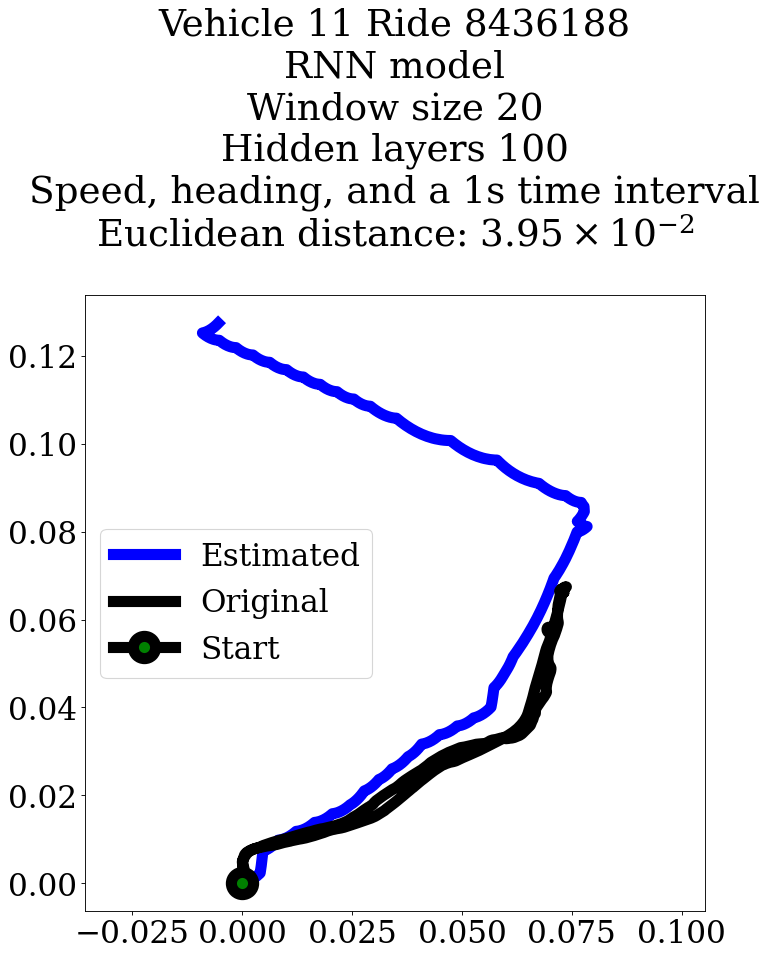 Vehicle 11 Ride 8436188
RNN model
Window size 20
Hidden layers 100
Speed, heading, and a 1s time interval
Euclidean distance: 3.95 × 10⁻²
0.12
0.10
0.08
0.06
0.04
0.02
0.00
Estimated
Original
Start
−0.025 0.000 0.025 0.050 0.075 0.100